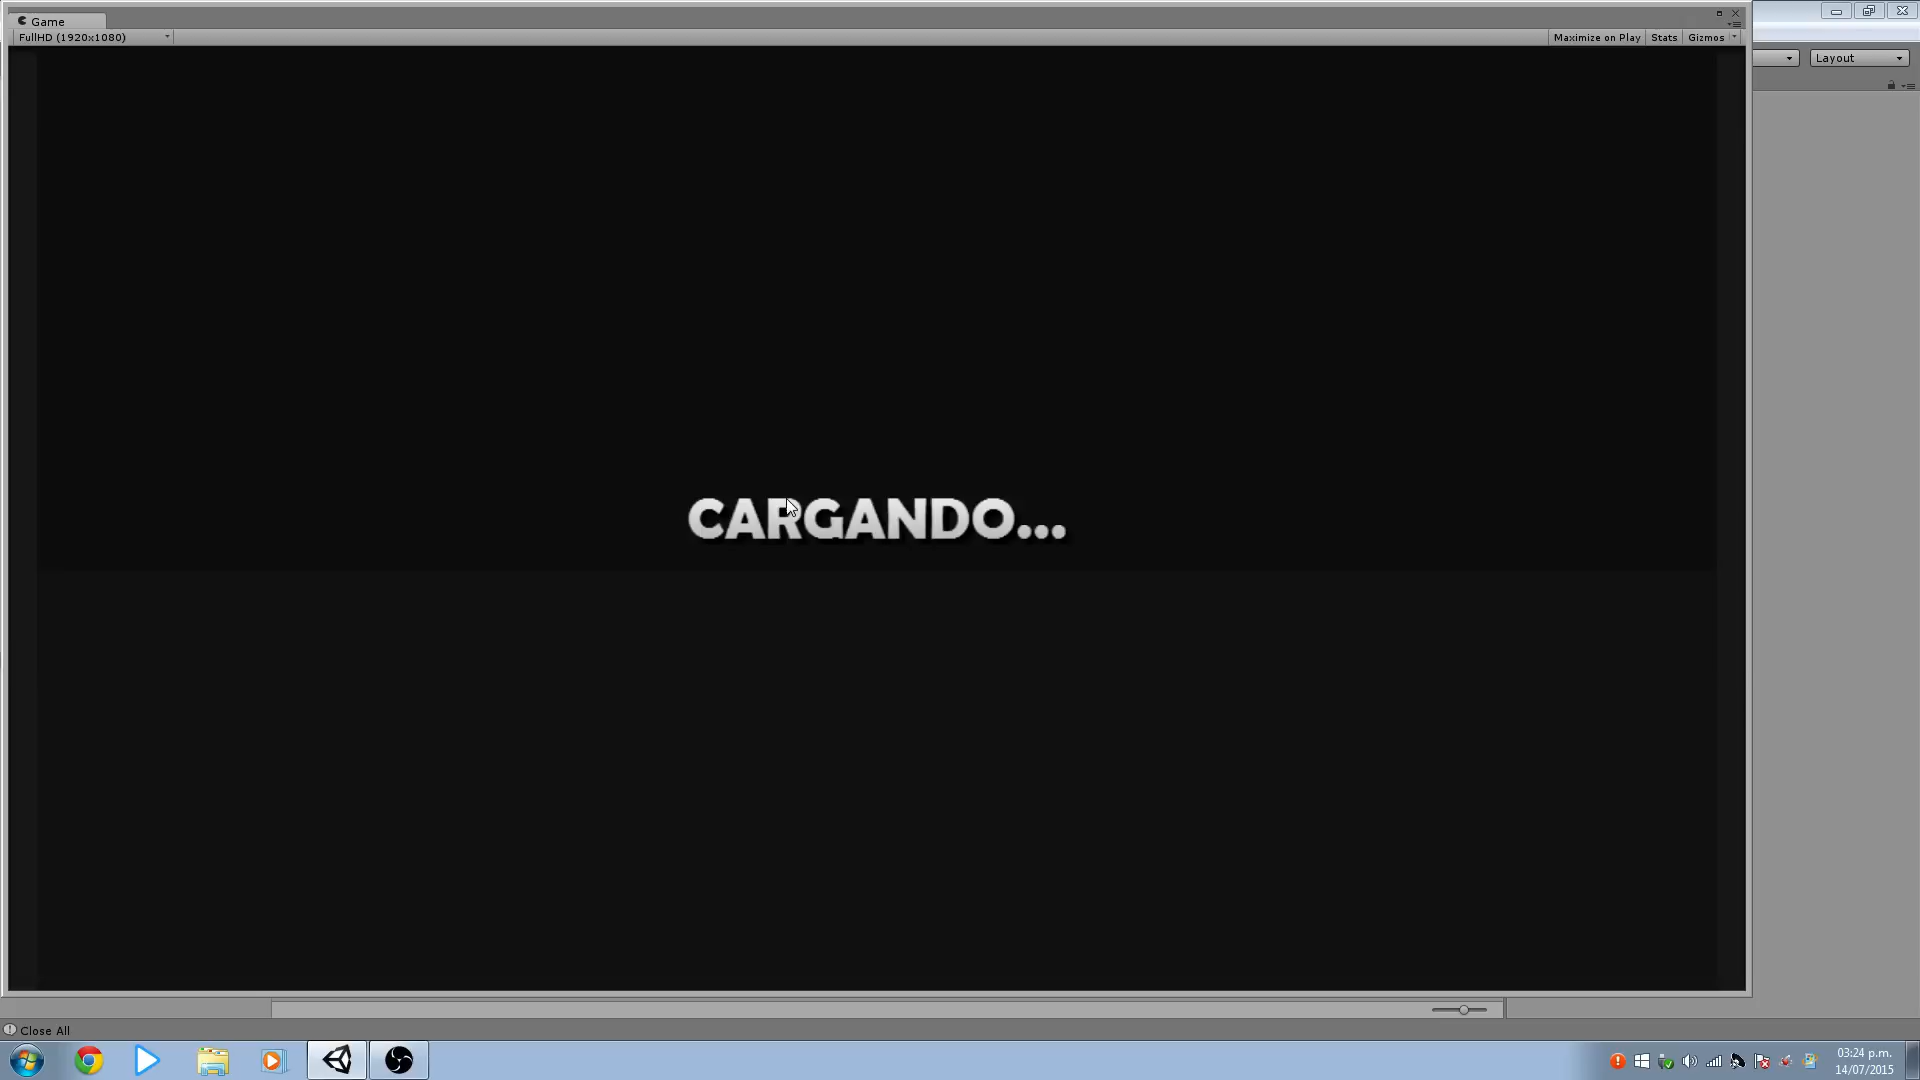 Game
FullHD (1920x1080)
Maximize on Play
Stats
Gizmos
Layout
CARGANDO...
Close All
03:24 p.m.
14/07/2015